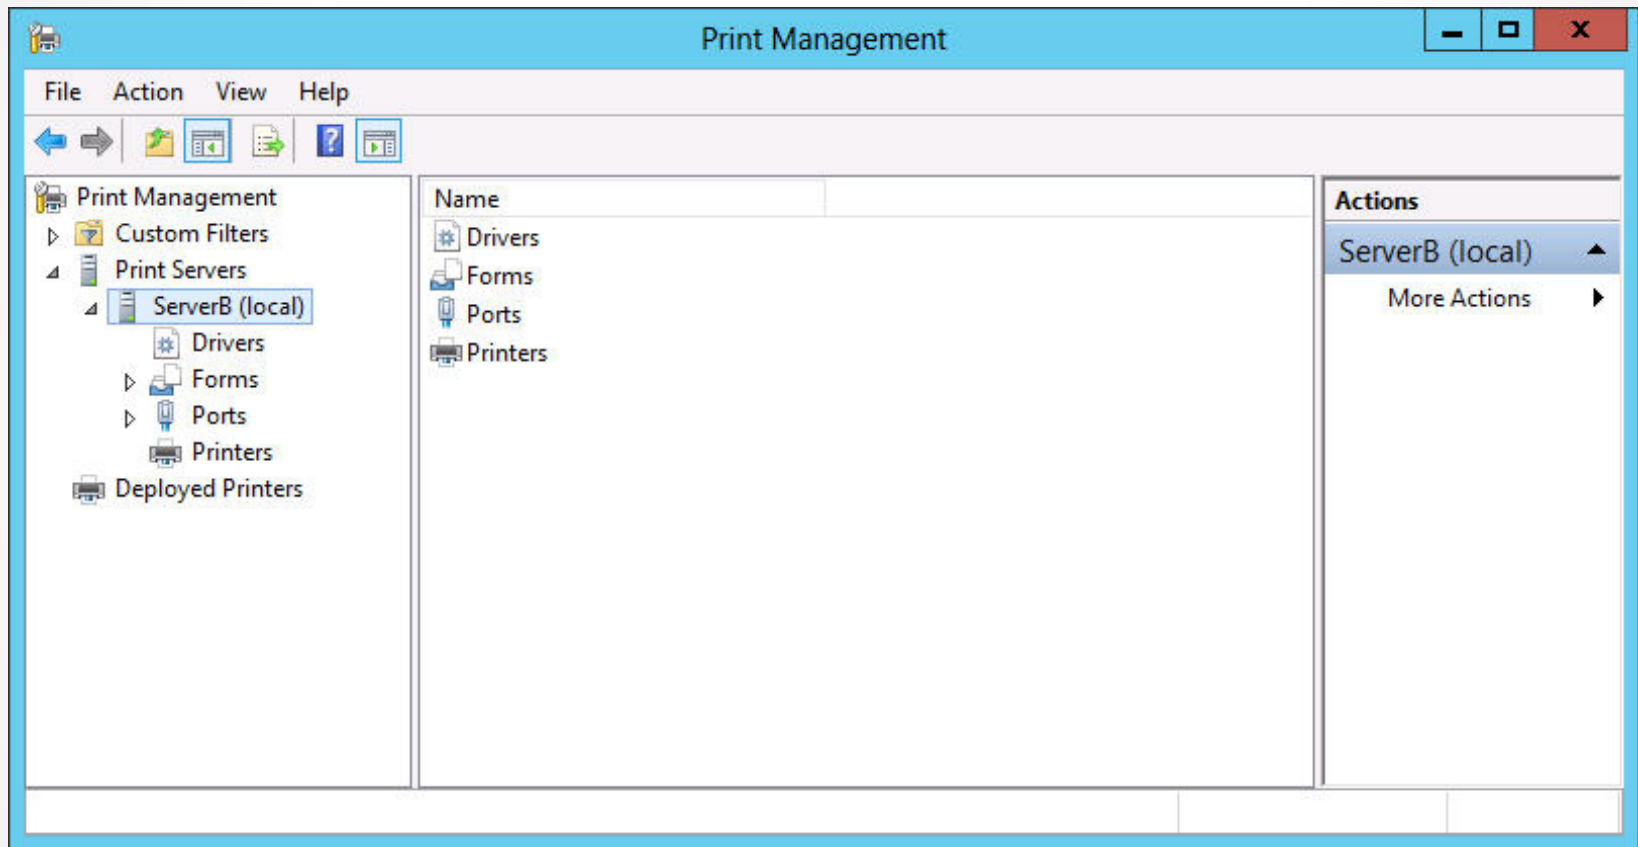 Print Management
File Action View Help
Print Management
Custom Filters
Print Servers
ServerB (local)
Drivers
Forms
Ports
Printers
Deployed Printers
Name
Drivers
Forms
Ports
Printers
Actions
ServerB (local)
More Actions